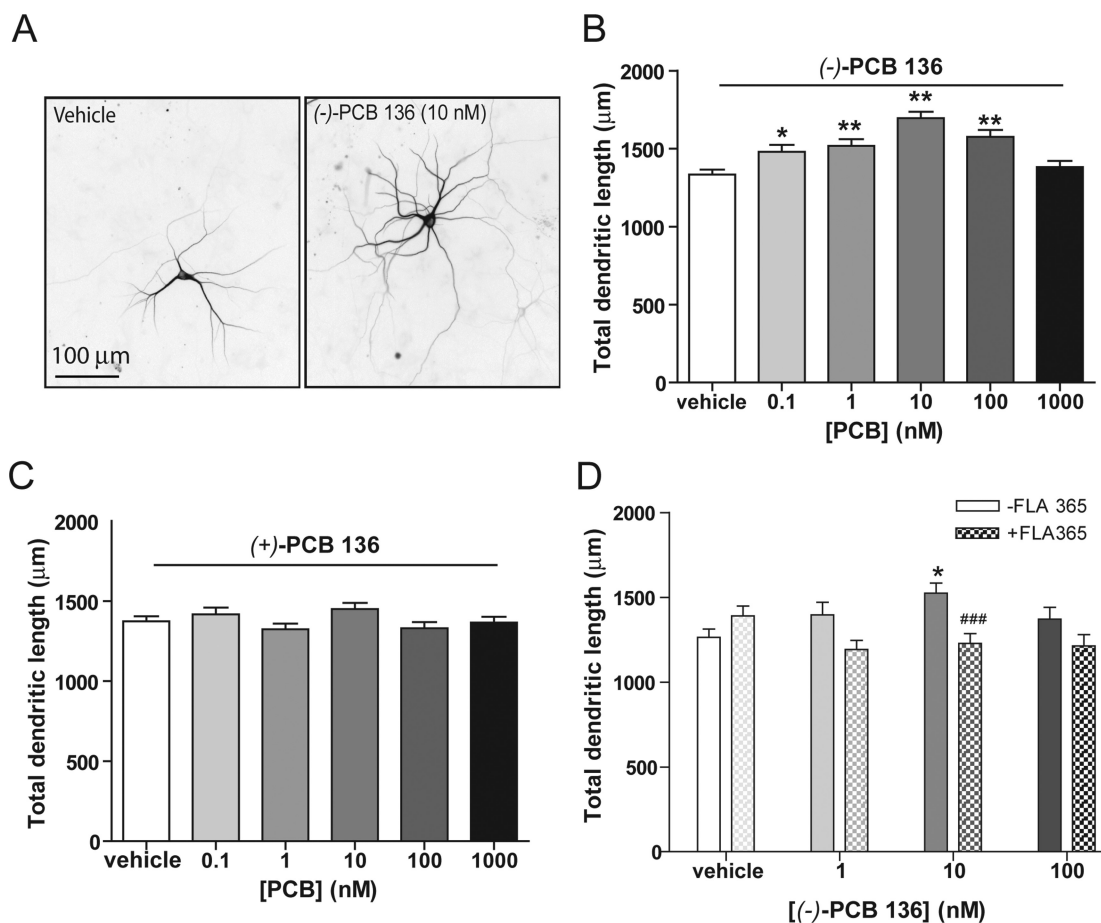 A
Vehicle
(-)-PCB 136 (10 nM)
100 μm
B
(-)-PCB 136
2000
1500
1000
500
0
Total dendritic length (μm)
*
**
**
**
vehicle 0.1 1 10 100 1000
[PCB] (nM)
C
(+)-PCB 136
2000
1500
1000
500
0
Total dendritic length (μm)
vehicle 0.1 1 10 100 1000
[PCB] (nM)
D
-FLA 365
+FLA365
2000
1500
1000
500
0
Total dendritic length (μm)
*
###
vehicle 1 10 100
[(-)-PCB 136] (nM)